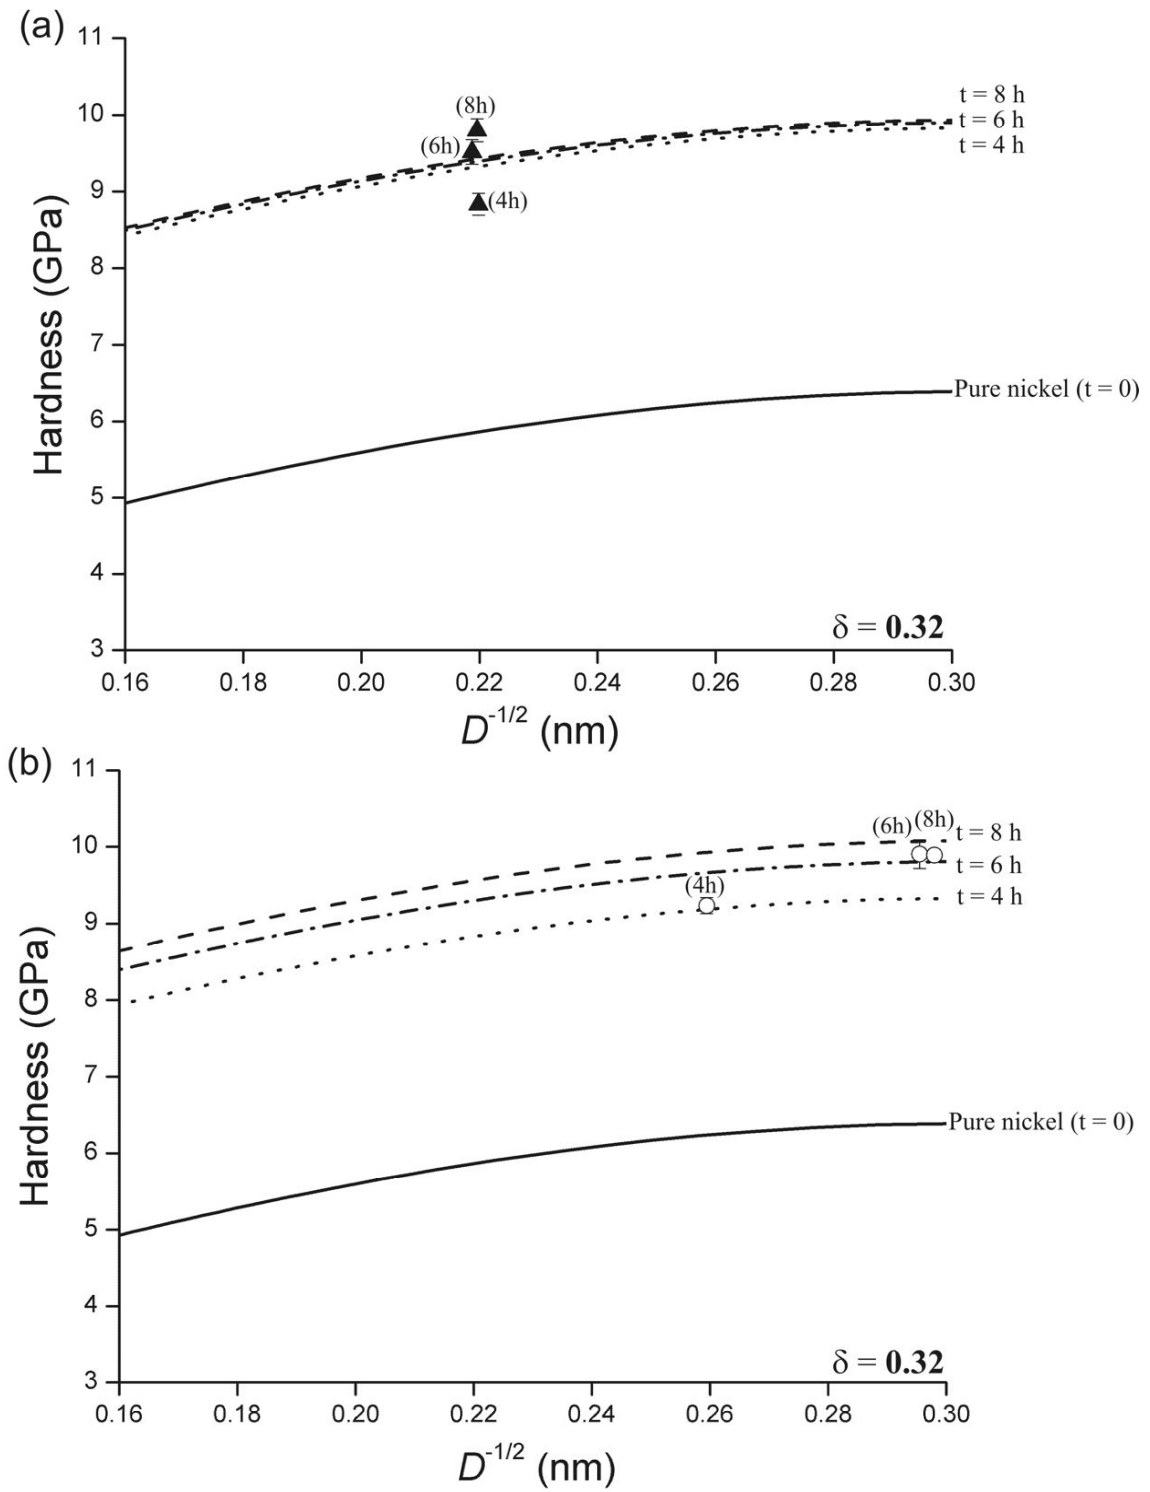 (a)
11
10
9
8
7
6
5
4
3
Hardness (GPa)
(8h)
(6h)
(4h)
t = 8 h
t = 6 h
t = 4 h
Pure nickel (t = 0)
δ = 0.32
0.16 0.18 0.20 0.22 0.24 0.26 0.28 0.30
D-1/2 (nm)
(b)
11
10
9
8
7
6
5
4
3
Hardness (GPa)
(6h) (8h)
(4h)
t = 8 h
t = 6 h
t = 4 h
Pure nickel (t = 0)
δ = 0.32
0.16 0.18 0.20 0.22 0.24 0.26 0.28 0.30
D-1/2 (nm)